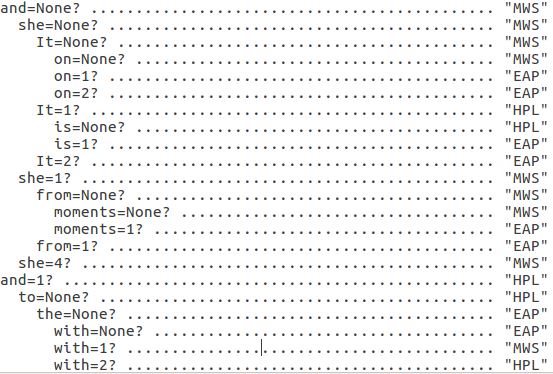 and=None? ................................................ "MWS"
  she=None? .............................................. "MWS"
    It=None? ............................................. "MWS"
      on=None? ........................................... "MWS"
      on=1? .............................................. "EAP"
      on=2? .............................................. "EAP"
    It=1? ................................................ "HPL"
      is=None? ........................................... "HPL"
      is=1? .............................................. "EAP"
    It=2? ................................................ "EAP"
  she=1? ................................................. "MWS"
    from=None? ........................................... "MWS"
      moments=None? ...................................... "MWS"
      moments=1? ......................................... "EAP"
    from=1? .............................................. "EAP"
  she=4? ................................................. "MWS"
and=1? ................................................... "HPL"
  to=None? ............................................... "HPL"
    the=None? ............................................ "EAP"
      with=None? ......................................... "EAP"
      with=1? ............................................ "MWS"
      with=2? ............................................ "HPL"